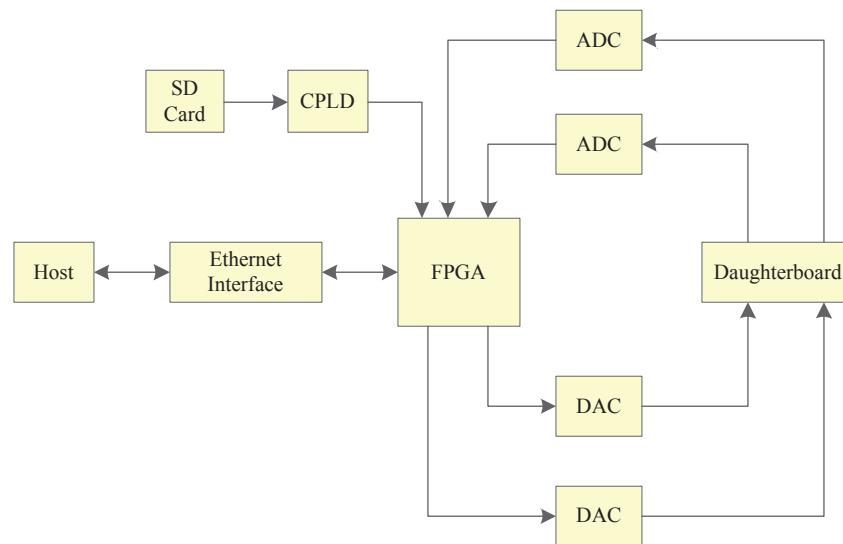 ADC
SD
Card
CPLD
ADC
Host
Ethernet
Interface
FPGA
Daughterboard
DAC
DAC